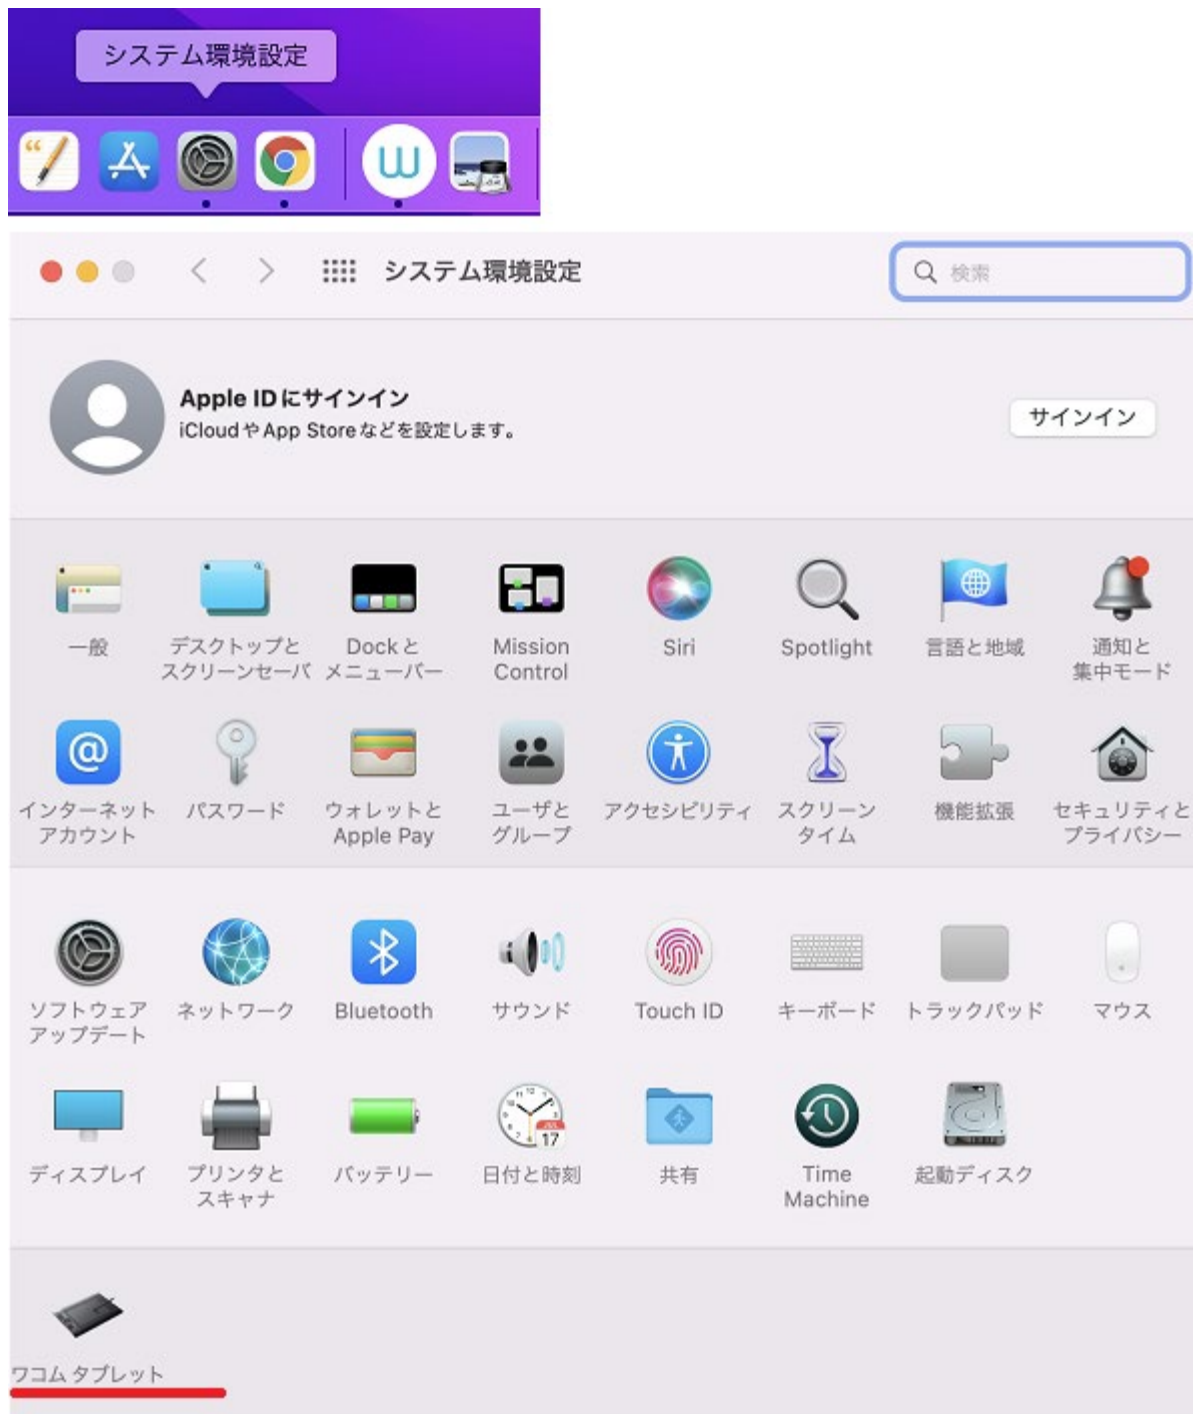 システム環境設定
システム環境設定
検索
Apple IDにサインイン
iCloudやApp Storeなどを設定します。
サインイン
一般
デスクトップと
スクリーンセーバ
Dockと
メニューバー
Mission
Control
Siri
Spotlight
言語と地域
通知と
集中モード
インターネット
アカウント
パスワード
ウォレットと
Apple Pay
ユーザと
グループ
アクセシビリティ
スクリーン
タイム
機能拡張
セキュリティと
プライバシー
ソフトウェア
アップデート
ネットワーク
Bluetooth
サウンド
Touch ID
キーボード
トラックパッド
マウス
ディスプレイ
プリンタと
スキャナ
バッテリー
17
日付と時刻
共有
Time
Machine
起動ディスク
ワコム タブレット